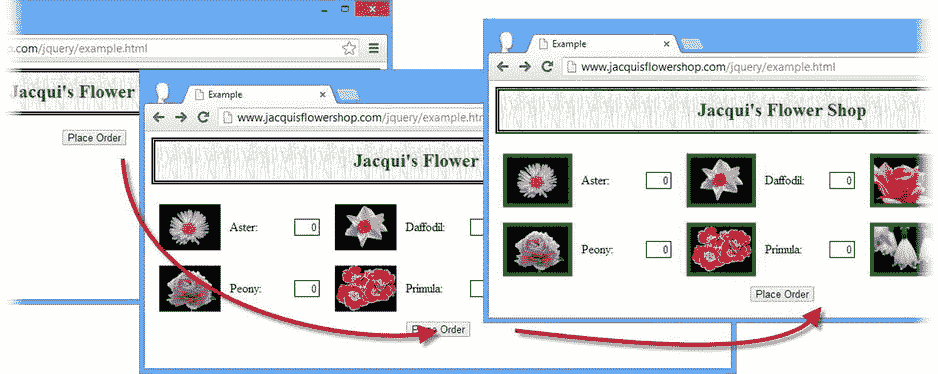 .com/jquery/example.html
Jacqui's Flower
Place Order
Example
www.jacquisflowershop.com/jquery/example.htm
Jacqui's Flower
Aster: 0
Daffodil:
Peony: 0
Primula:
Place Order
Example
www.jacquisflowershop.com/jquery/example.html
Jacqui's Flower Shop
Aster: 0
Daffodil: 0
Peony: 0
Primula: 0
Place Order